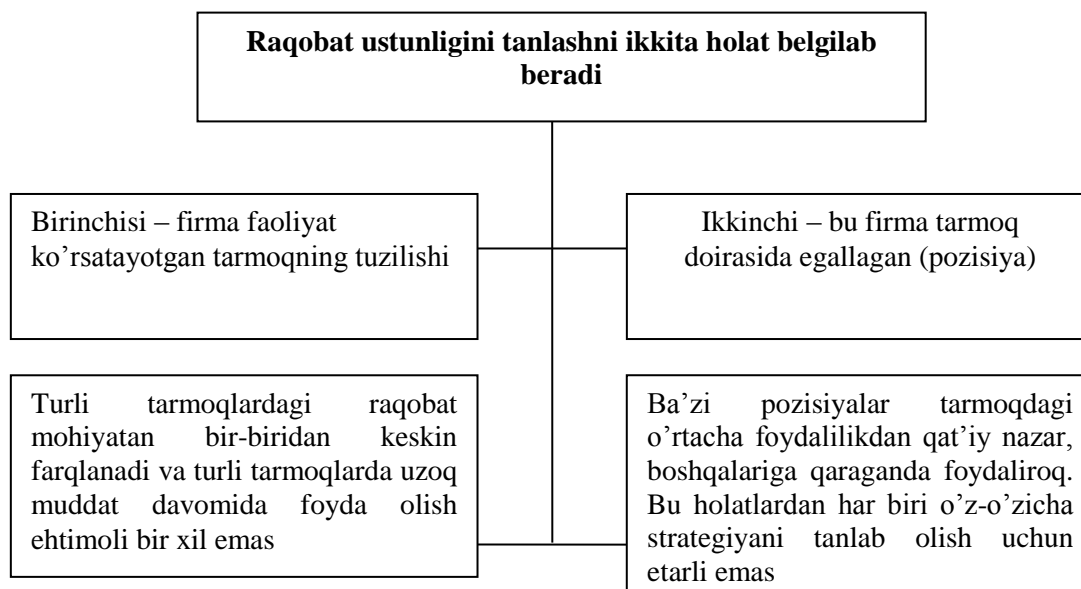 Raqobat ustunligini tanlashni ikkita holat belgilab
beradi
Birinchisi – firma faoliyat
ko’rsatayotgan tarmoqning tuzilishi
Ikkinchi – bu firma tarmoq
doirasida egallagan (pozisiya)
Turli tarmoqlardagi raqobat
mohiyatan bir-biridan keskin
farqlanadi va turli tarmoqlarda uzoq
muddat davomida foyda olish
ehtimoli bir xil emas
Ba’zi pozisiyalar tarmoqdagi
o’rtacha foydalilikdan qat’iy nazar,
boshqalariga qaraganda foydaliroq.
Bu holatlardan har biri o’z-o’zicha
strategiyani tanlab olish uchun
etarli emas